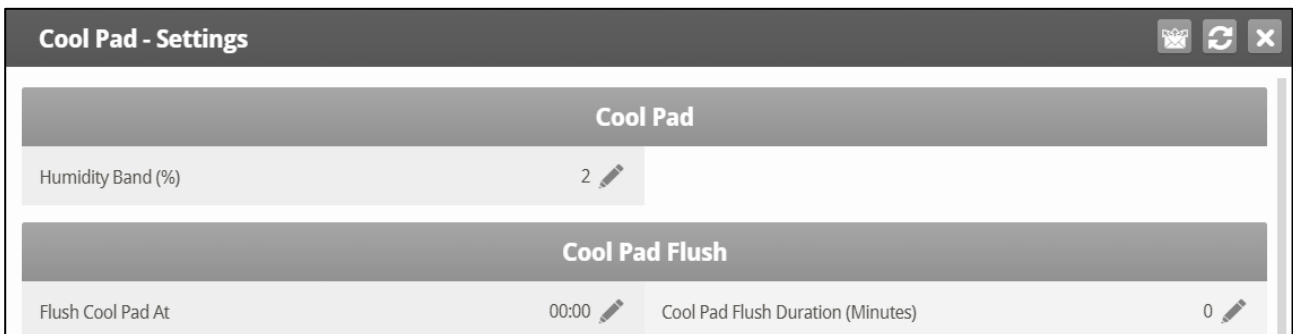 Cool Pad - Settings
Cool Pad
Humidity Band (%) 2
Cool Pad Flush
Flush Cool Pad At 00:00 Cool Pad Flush Duration (Minutes) 0